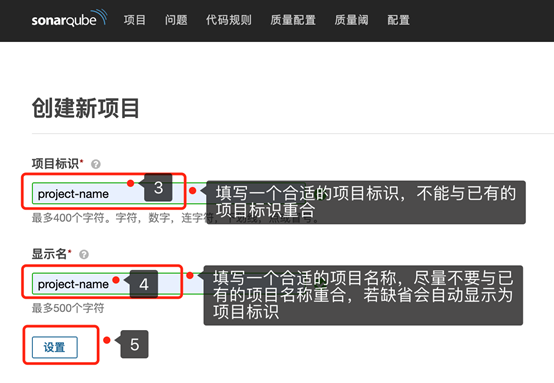 sonarqube 项目 问题 代码规则 质量配置 质量阈 配置
创建新项目
项目标识*
project-name
3
填写一个合适的项目标识，不能与已有的
项目标识重合
最多400个字符。字符，数字，连字符，
显示名*
project-name
4
填写一个合适的项目名称，尽量不要与已
有的项目名称重合，若缺省会自动显示为
项目标识
最多500个字符
设置
5